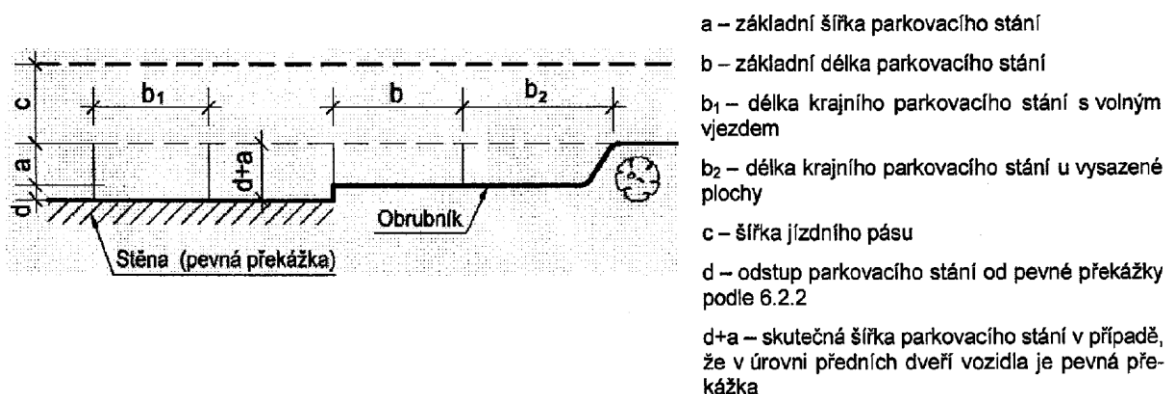 c
b₁
b
b₂
a
d+a
d
Obrubník
Stěna (pevná překážka)
a – základní šířka parkovacího stání
b – základní délka parkovacího stání
b₁ – délka krajního parkovacího stání s volným
vjezdem
b₂ – délka krajního parkovacího stání u vysazené
plochy
c – šířka jízdního pásu
d – odstup parkovacího stání od pevné překážky
podle 6.2.2
d+a – skutečná šířka parkovacího stání v případě,
že v úrovni předních dveří vozidla je pevná pře-
kážka